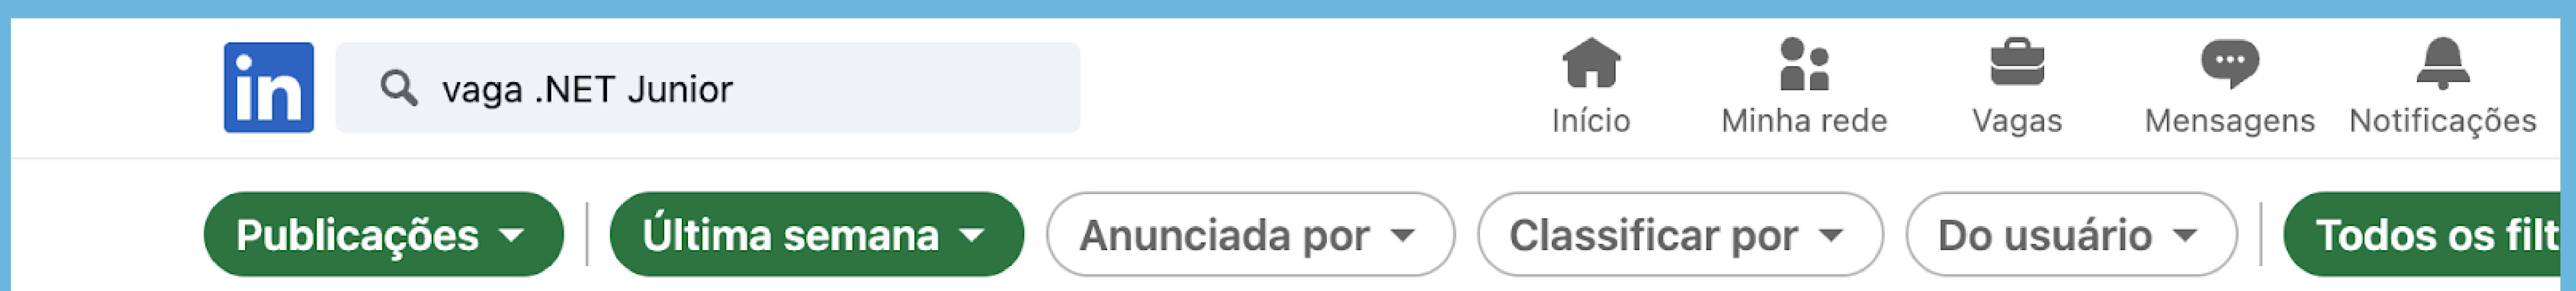 in vaga .NET Junior
Início Minha rede Vagas Mensagens Notificações
Publicações Última semana Anunciada por Classificar por Do usuário Todos os filt